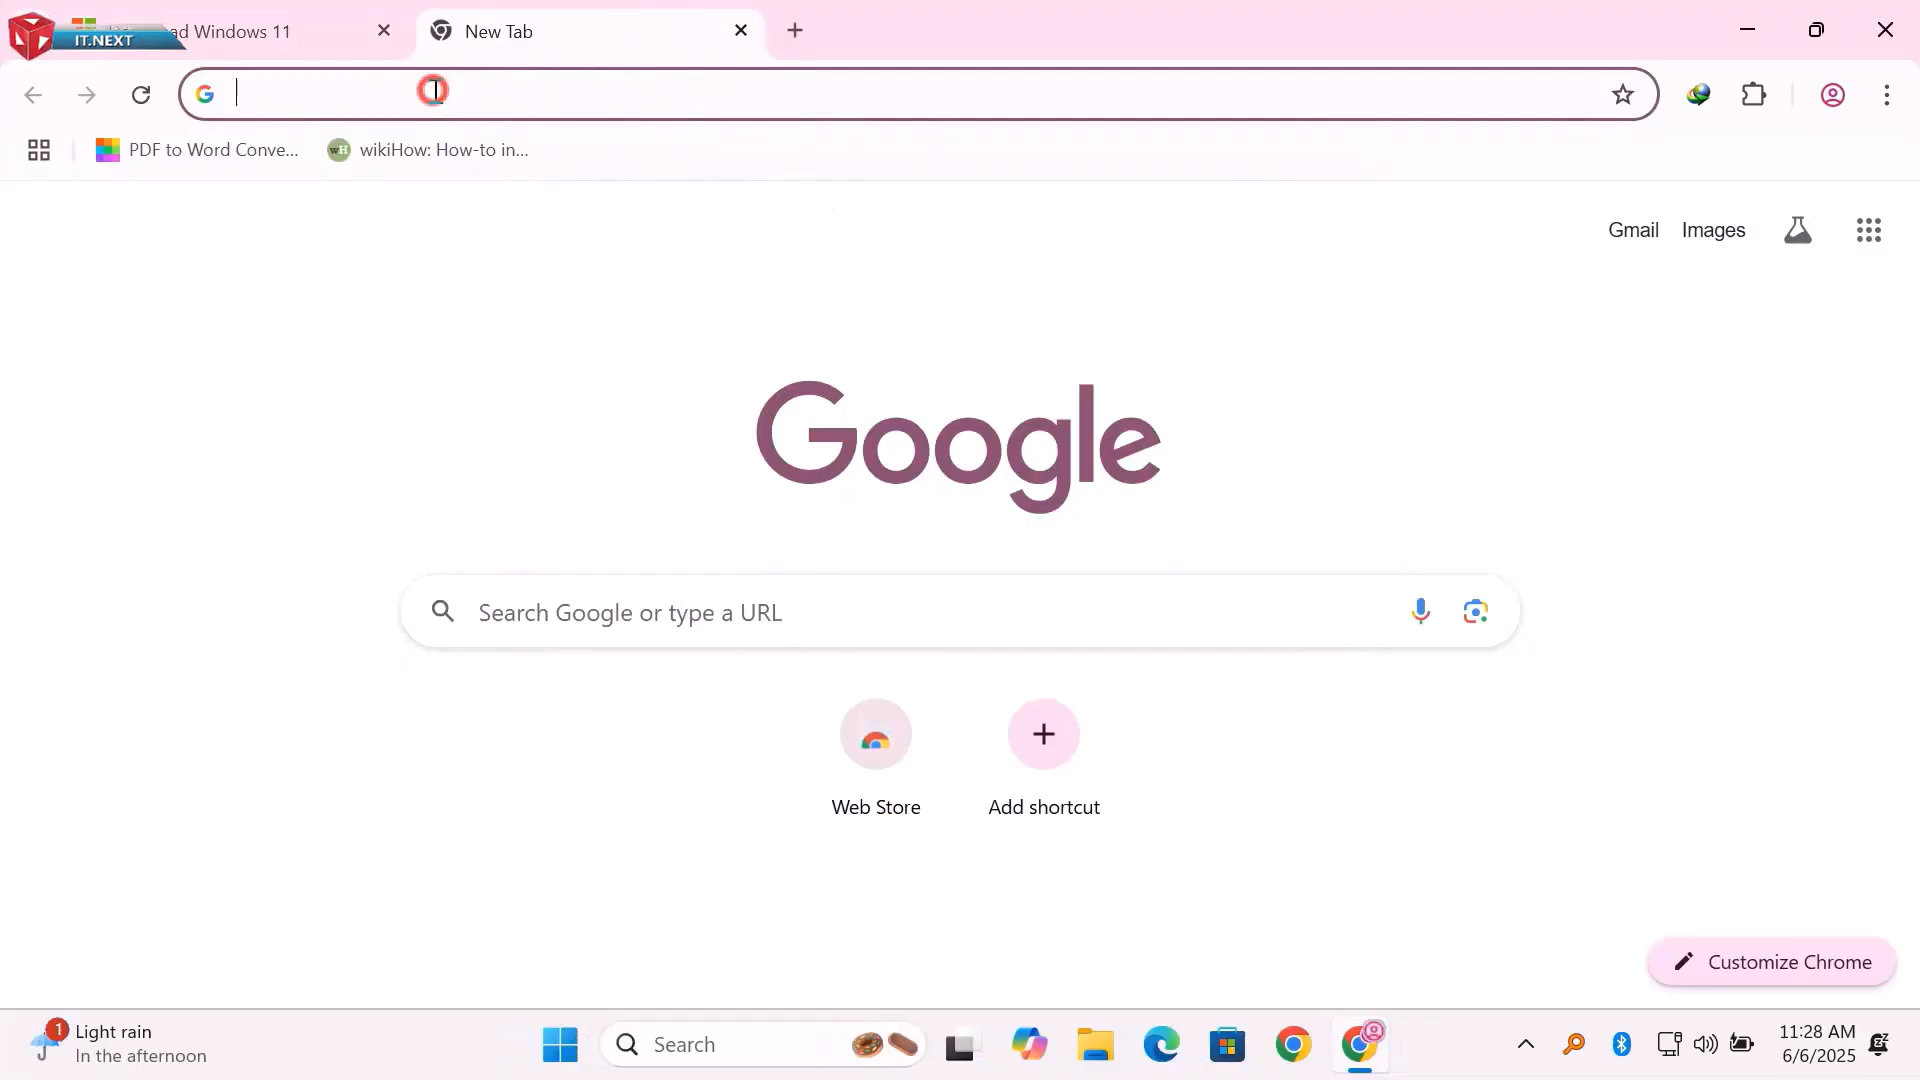 IT.NEXT
ad Windows 11
New Tab
PDF to Word Conve...
wH
wikiHow: How-to in...
Gmail
Images
Google
Search Google or type a URL
Web Store
Add shortcut
Customize Chrome
1
Light rain
In the afternoon
Search
11:28 AM
6/6/2025